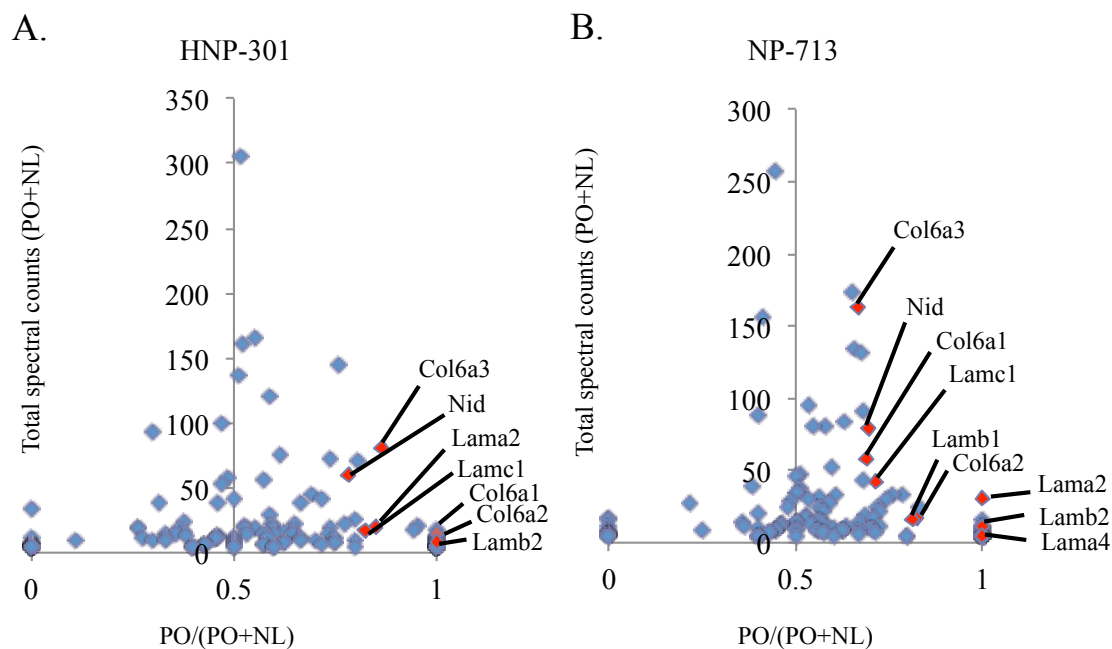 A.
HNP-301
Total spectral counts (PO+NL)
350
300
250
200
150
100
50
0
0
0.5
1
PO/(PO+NL)
Col6a3
Nid
Lama2
Lamc1
Col6a1
Col6a2
Lamb2
B.
NP-713
Total spectral counts (PO+NL)
300
250
200
150
100
50
0
0
0.5
1
PO/(PO+NL)
Col6a3
Nid
Col6a1
Lamc1
Lamb1
Col6a2
Lama2
Lamb2
Lama4